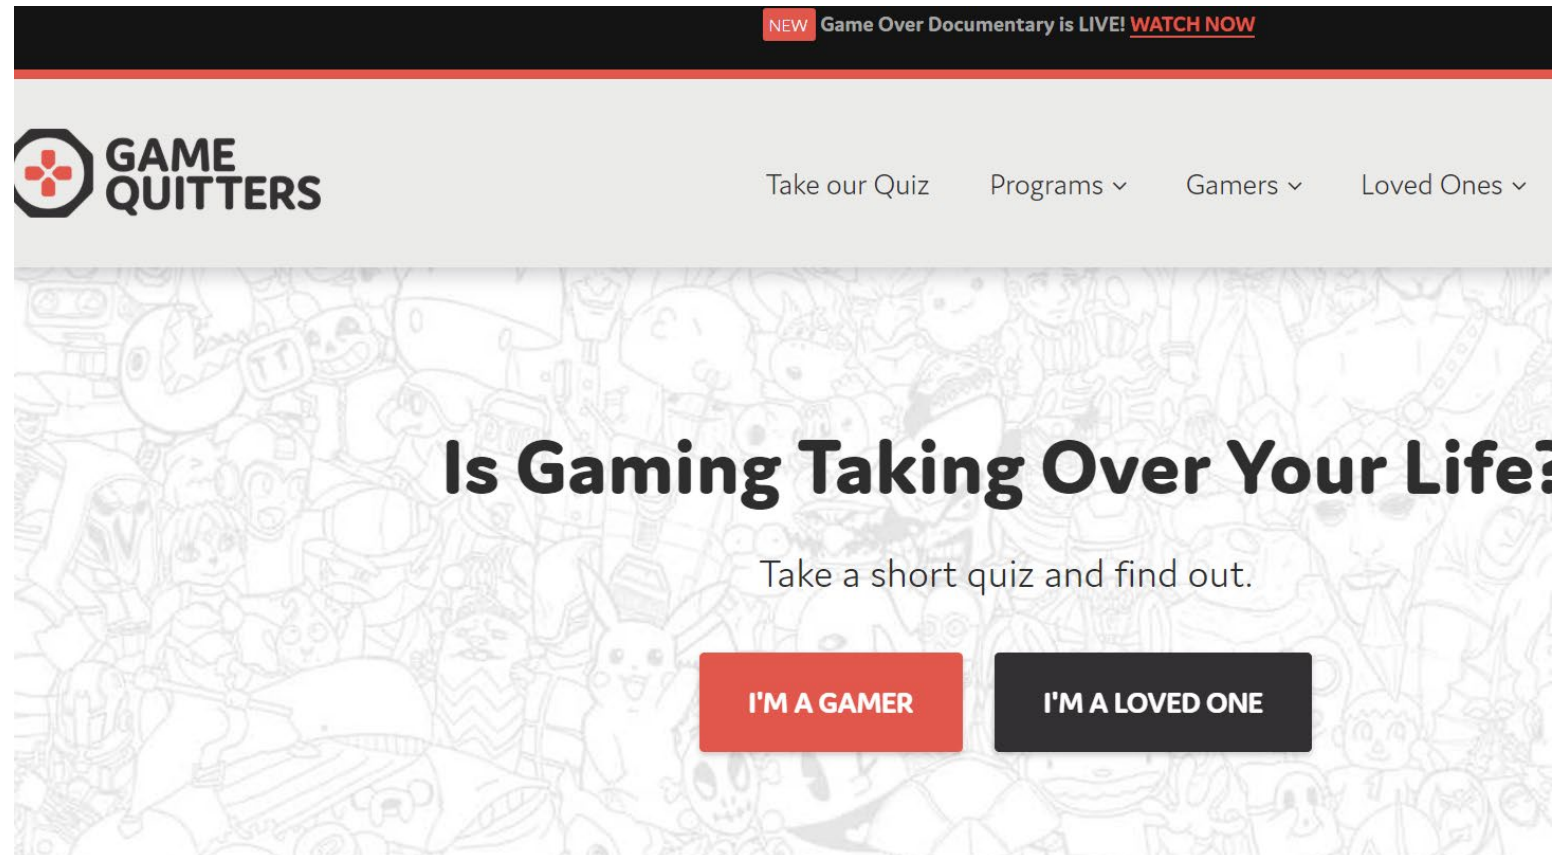 NEW Game Over Documentary is LIVE! WATCH NOW
GAME
QUITTERS
Take our Quiz Programs Gamers Loved Ones
Is Gaming Taking Over Your Life?
Take a short quiz and find out.
I'M A GAMER I'M A LOVED ONE